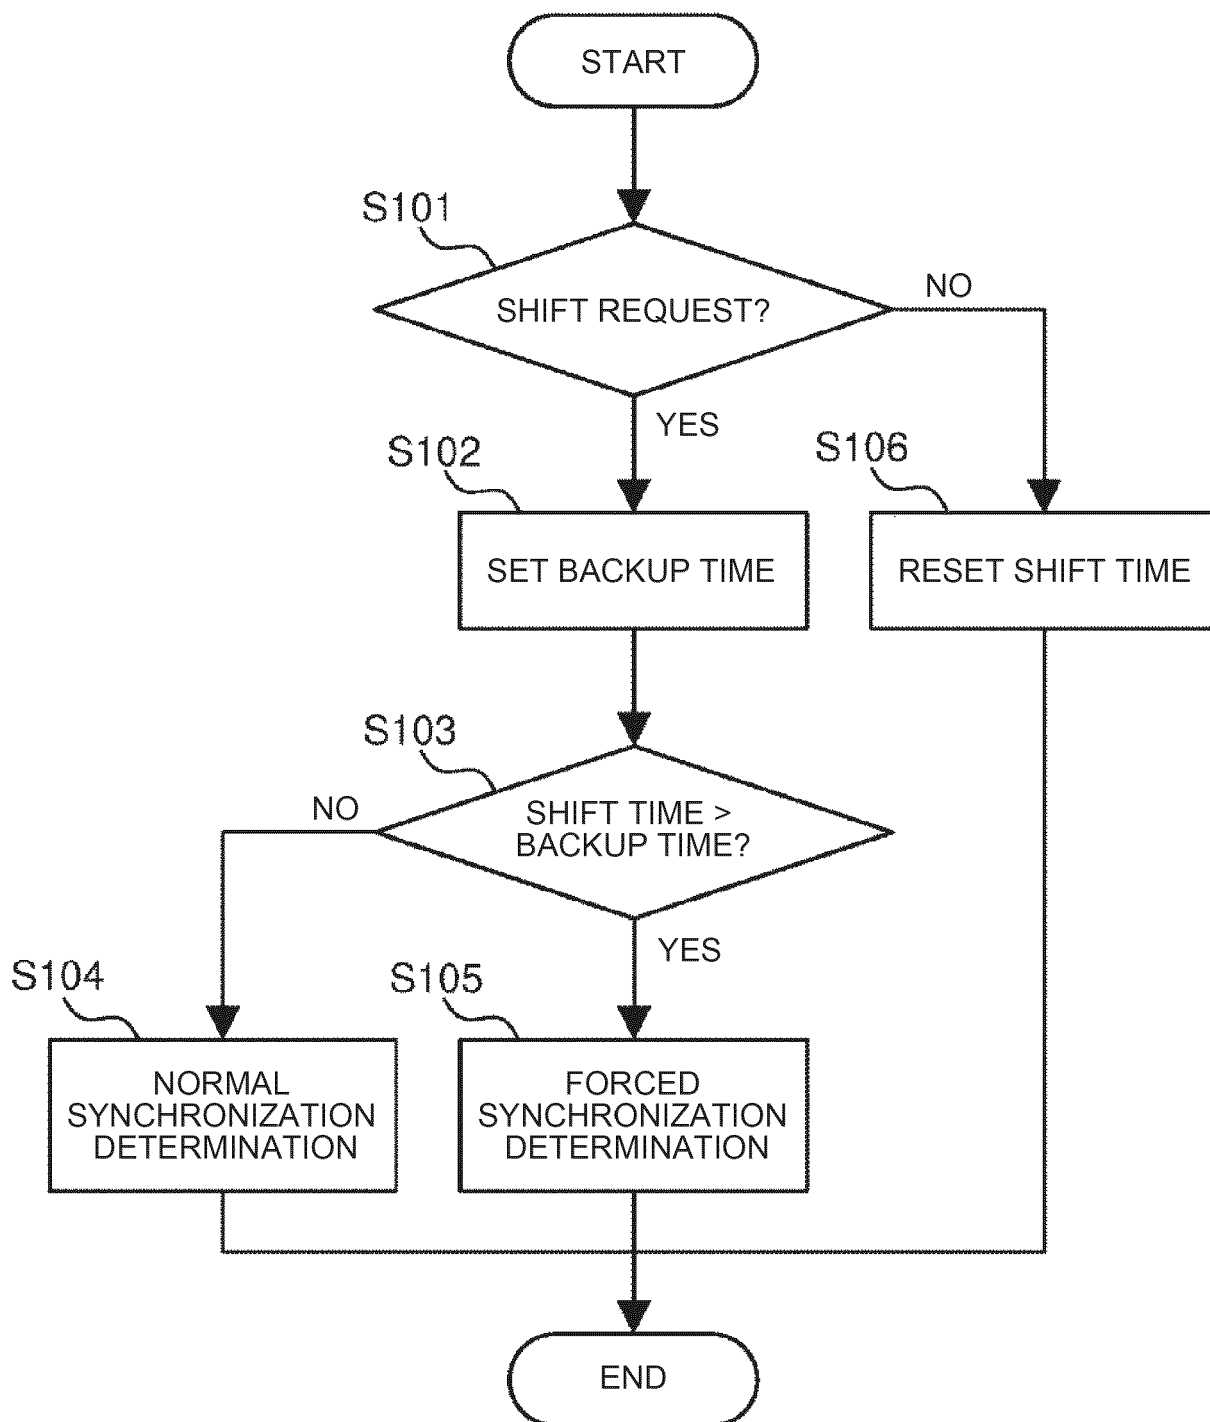 START
S101
SHIFT REQUEST?
NO
YES
S102
SET BACKUP TIME
S106
RESET SHIFT TIME
S103
SHIFT TIME >
BACKUP TIME?
NO
YES
S104
NORMAL
SYNCHRONIZATION
DETERMINATION
S105
FORCED
SYNCHRONIZATION
DETERMINATION
END